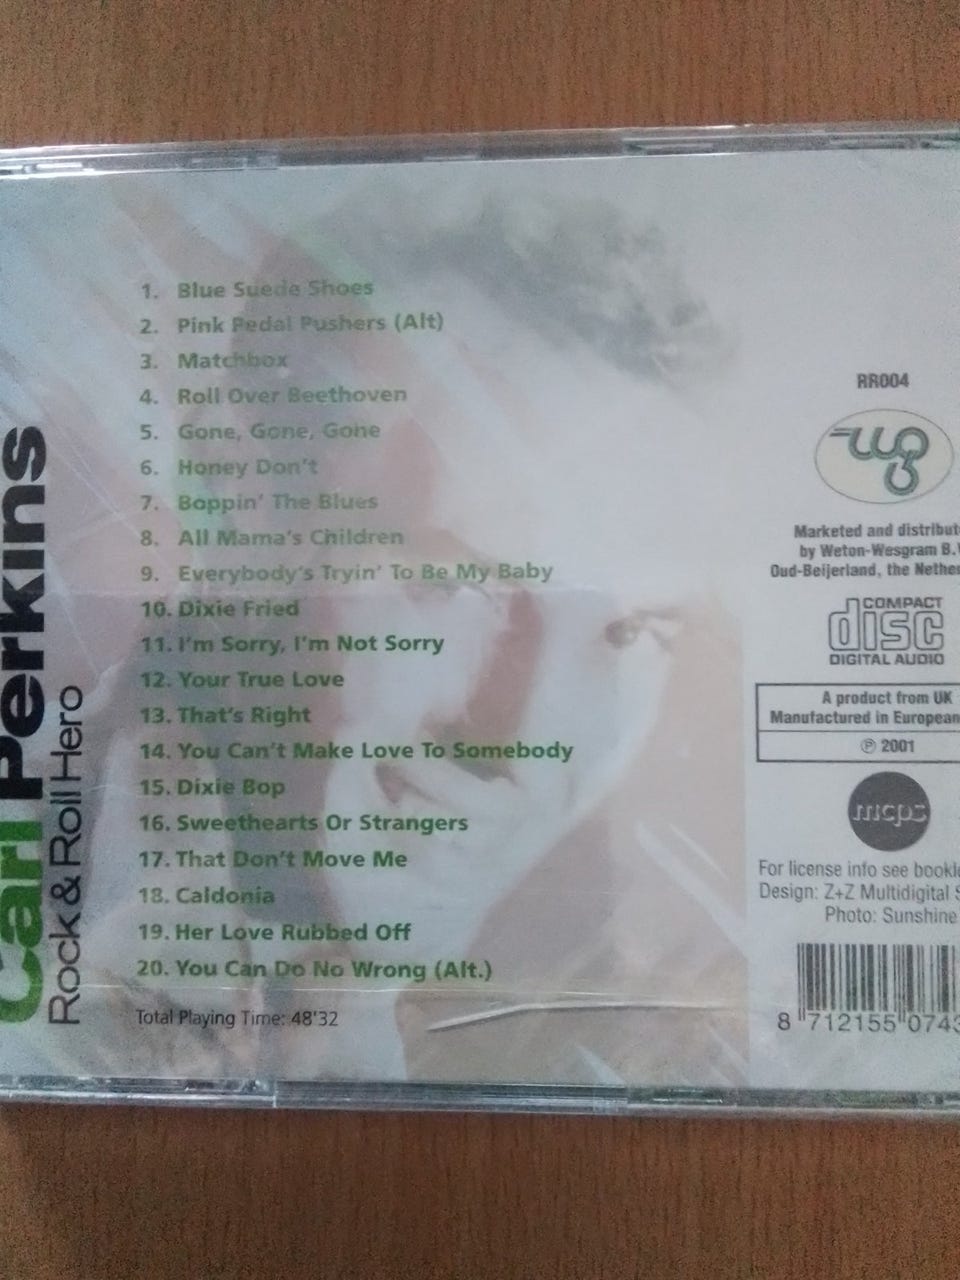 Carl Perkins
Rock & Roll Hero
1. Blue Suede Shoes
2. Pink Pedal Pushers (Alt)
3. Matchbox
4. Roll Over Beethoven
5. Gone, Gone, Gone
6. Honey Don't
7. Boppin' The Blues
8. All Mama's Children
9. Everybody's Tryin' To Be My Baby
10. Dixie Fried
11. I'm Sorry, I'm Not Sorry
12. Your True Love
13. That's Right
14. You Can't Make Love To Somebody
15. Dixie Bop
16. Sweethearts Or Strangers
17. That Don't Move Me
18. Caldonia
19. Her Love Rubbed Off
20. You Can Do No Wrong (Alt.)
Total Playing Time: 48'32
RR004
wg
Marketed and
by Weton-Wesgram B.V
Oud-Beijerland, the
COMPACT
disc
DIGITAL AUDIO
A product from UK
Manufactured in European
℗ 2001
mcps
For license info see
Design: Z+Z Multidigital
Photo: Sunshine
8 712155 0743